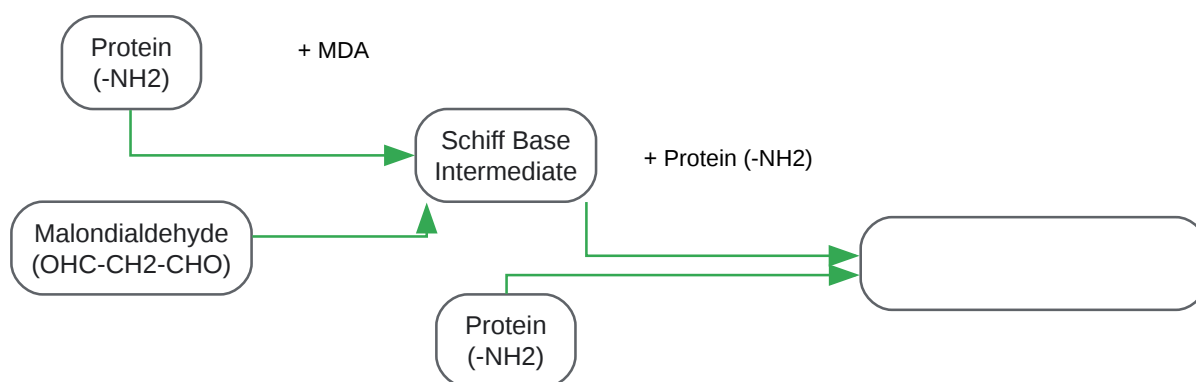 Protein
(-NH2)
+ MDA
Schiff Base
Intermediate
+ Protein (-NH2)
Malondialdehyde
(OHC-CH2-CHO)
Protein
(-NH2)